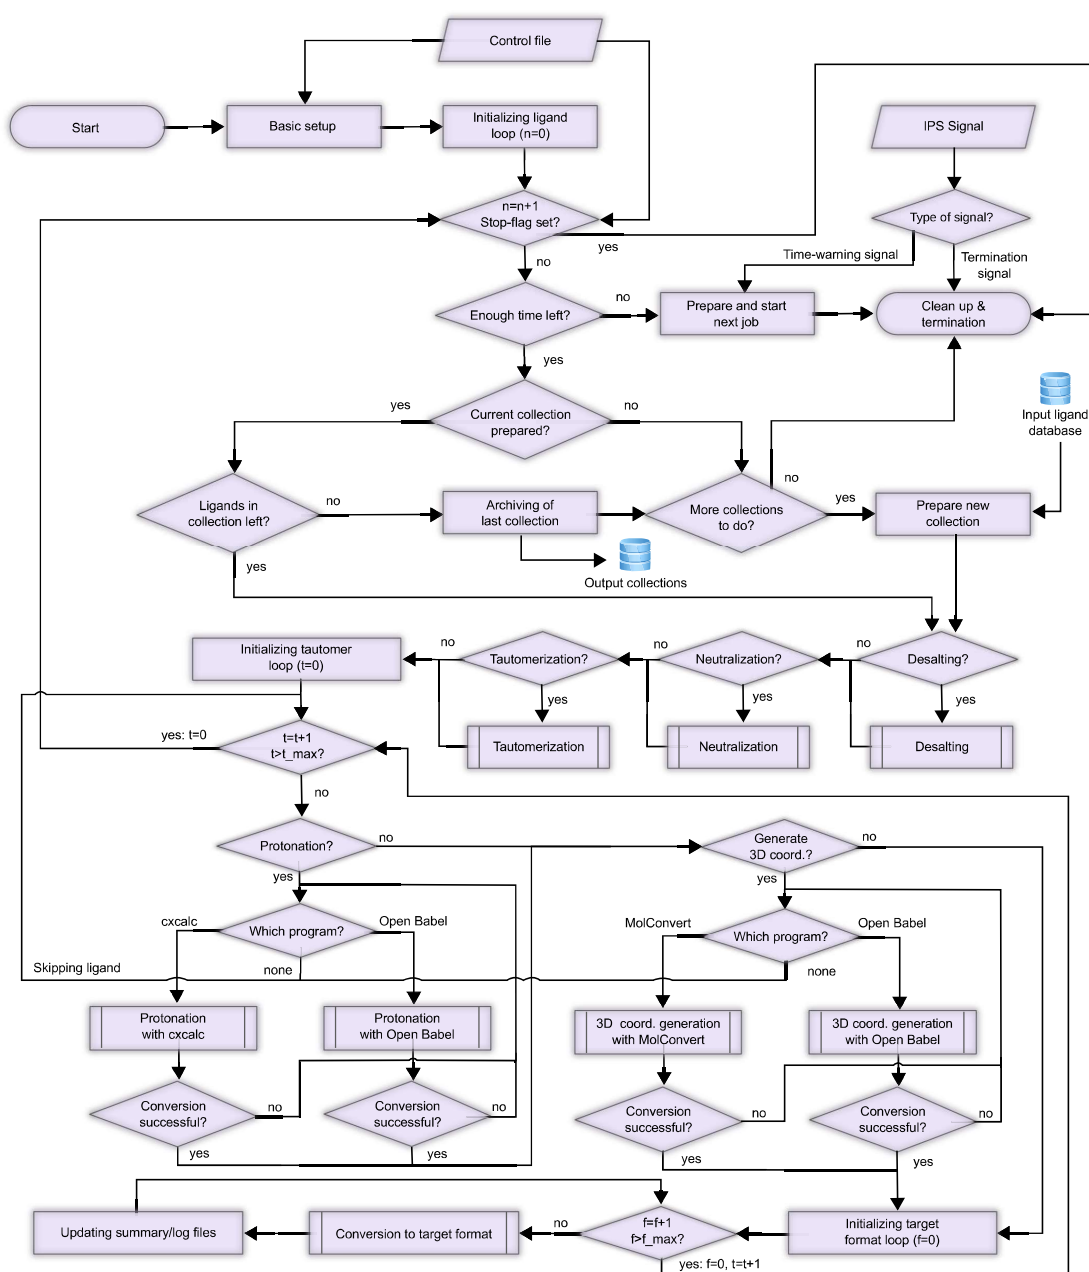 Control file
Start
Basic setup
Initializing ligand
loop (n=0)
IPS Signal
n=n+1
Stop-flag set?
yes
no
Type of signal?
Time-warning signal
Termination
signal
Enough time left?
no
yes
Prepare and start
next job
Clean up &
termination
Input ligand
database
Current collection
prepared?
yes
no
Ligands in
collection left?
no
yes
Archiving of
last collection
Output collections
More collections
to do?
no
yes
Prepare new
collection
Desalting?
no
yes
Desalting
Neutralization?
no
yes
Neutralization
Tautomerization?
no
yes
Tautomerization
Initializing tautomer
loop (t=0)
yes: t=0
t=t+1
t>t_max?
no
Protonation?
no
yes
Generate
3D coord.?
no
yes
cxcalc
Which program?
Open Babel
none
Skipping ligand
MolConvert
Which program?
Open Babel
none
Protonation
with cxcalc
Protonation
with Open Babel
3D coord. generation
with MolConvert
3D coord. generation
with Open Babel
Conversion
successful?
no
yes
Conversion
successful?
no
yes
Conversion
successful?
no
yes
Conversion
successful?
no
yes
Updating summary/log files
Conversion to target format
no
f=f+1
f>f_max?
yes: f=0, t=t+1
Initializing target
format loop (f=0)